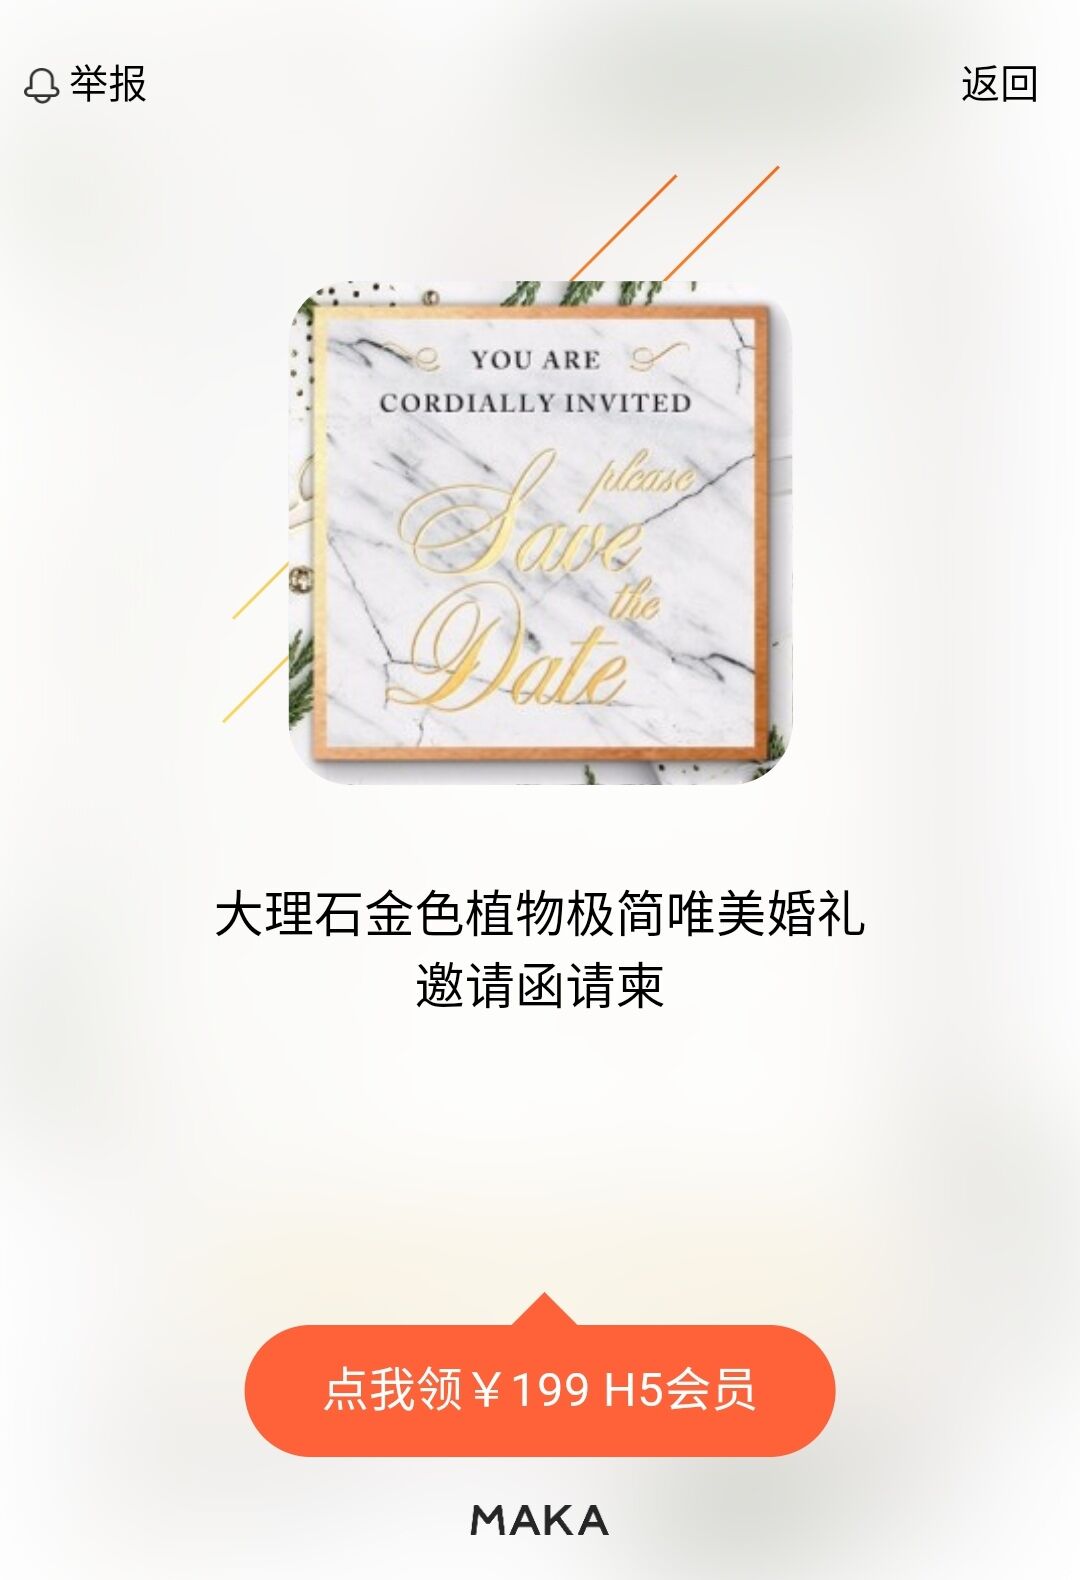 举报
返回
YOU ARE
CORDIALLY INVITED
please
Save
the
Date
大理石金色植物极简唯美婚礼
邀请函请柬
点我领￥199 H5会员
MAKA